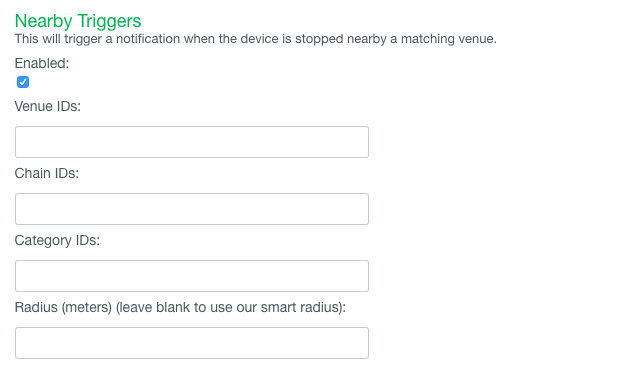 Nearby Triggers
This will trigger a notification when the device is stopped nearby a matching venue.
Enabled:
Venue IDs:
Chain IDs:
Category IDs:
Radius (meters) (leave blank to use our smart radius):